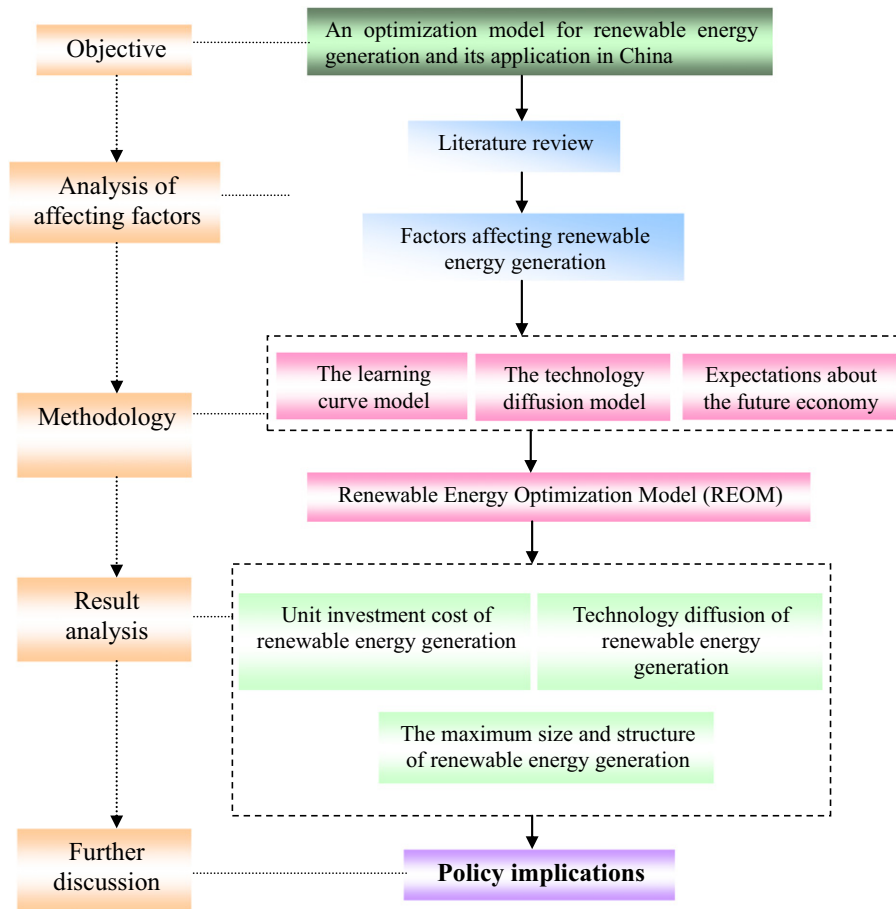 Objective
An optimization model for renewable energy
generation and its application in China
Literature review
Analysis of
affecting factors
Factors affecting renewable
energy generation
Methodology
The learning
curve model
The technology
diffusion model
Expectations about
the future economy
Renewable Energy Optimization Model (REOM)
Result
analysis
Unit investment cost of
renewable energy generation
Technology diffusion of
renewable energy
generation
The maximum size and structure
of renewable energy generation
Further
discussion
Policy implications